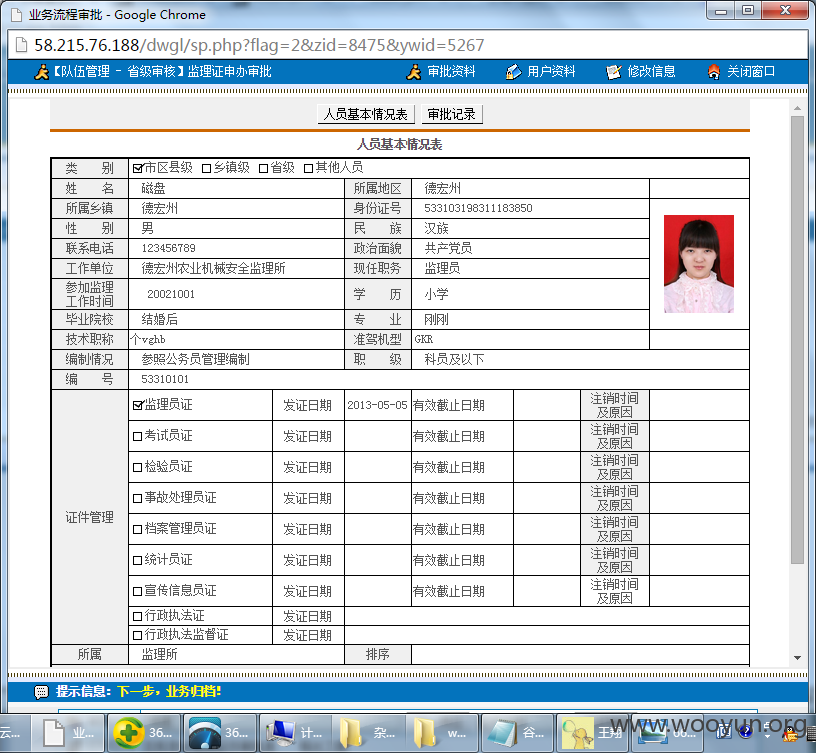 业务流程审批 - Google Chrome
58.215.76.188/dwgl/sp.php?flag=2&zid=8475&ywid=5267
【队伍管理 - 省级审核】监理证申办审批 审批资料 用户资料 修改信息 关闭窗口
人员基本情况表 审批记录
人员基本情况表
类 别 市区县级 乡镇级 省级 其他人员
姓 名 磁盘 所属地区 德宏州
所属乡镇 德宏州 身份证号 533103198311183850
性 别 男 民 族 汉族
联系电话 123456789 政治面貌 共产党员
工作单位 德宏州农业机械安全监理所 现任职务 监理员
参加监理
工作时间 20021001 学 历 小学
毕业院校 结婚后 专 业 刚刚
技术职称 个vghb 准驾机型 GKR
编制情况 参照公务员管理编制 职 级 科员及以下
编 号 53310101
证件管理
监理员证 发证日期 2013-05-05 有效截止日期 注销时间
及原因
考试员证 发证日期 有效截止日期 注销时间
及原因
检验员证 发证日期 有效截止日期 注销时间
及原因
事故处理员证 发证日期 有效截止日期 注销时间
及原因
档案管理员证 发证日期 有效截止日期 注销时间
及原因
统计员证 发证日期 有效截止日期 注销时间
及原因
宣传信息员证 发证日期 有效截止日期 注销时间
及原因
行政执法证 发证日期
行政执法监督证 发证日期
所属 监理所 排序
提示信息：下一步，业务归档！
云... 业... 36... 36... 计... 杂... w... 谷... 王翔
www.wooyun.org